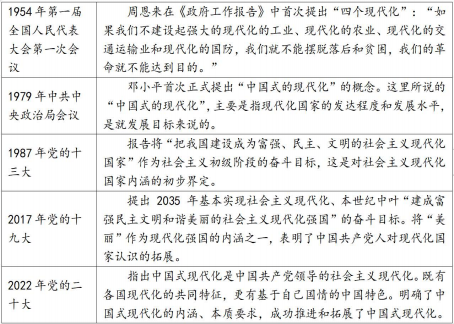 1954 年第一届
全国人民代表
大会第一次会
议
周恩来在《政府工作报告》中首次提出“四个现代化”：“如
果我们不建设起强大的现代化的工业、现代化的农业、现代化的交
通运输业和现代化的国防，我们就不能摆脱落后和贫困，我们的革
命就不能达到目的。”
1979 年中共中
央政治局会议
邓小平首次正式提出“中国式的现代化”的概念。这里所说的
“中国式的现代化”，主要是指现代化国家的发达程度和发展水平，
是就发展目标来说的。
1987 年党的十
三大
报告将“把我国建设成为富强、民主、文明的社会主义现代化
国家”作为社会主义初级阶段的奋斗目标，这是对社会主义现代化
国家内涵的初步界定。
2017 年党的十
九大
提出 2035 年基本实现社会主义现代化、本世纪中叶“建成富
强民主文明和谐美丽的社会主义现代化强国”的奋斗目标。将“美
丽”作为现代化强国的内涵之一，表明了中国共产党人对现代化国
家认识的拓展。
2022 年党的二
十大
指出中国式现代化是中国共产党领导的社会主义现代化。既有
各国现代化的共同特征，更有基于自己国情的中国特色。明确了中
国式现代化的内涵、本质要求，成功推进和拓展了中国式现代化。